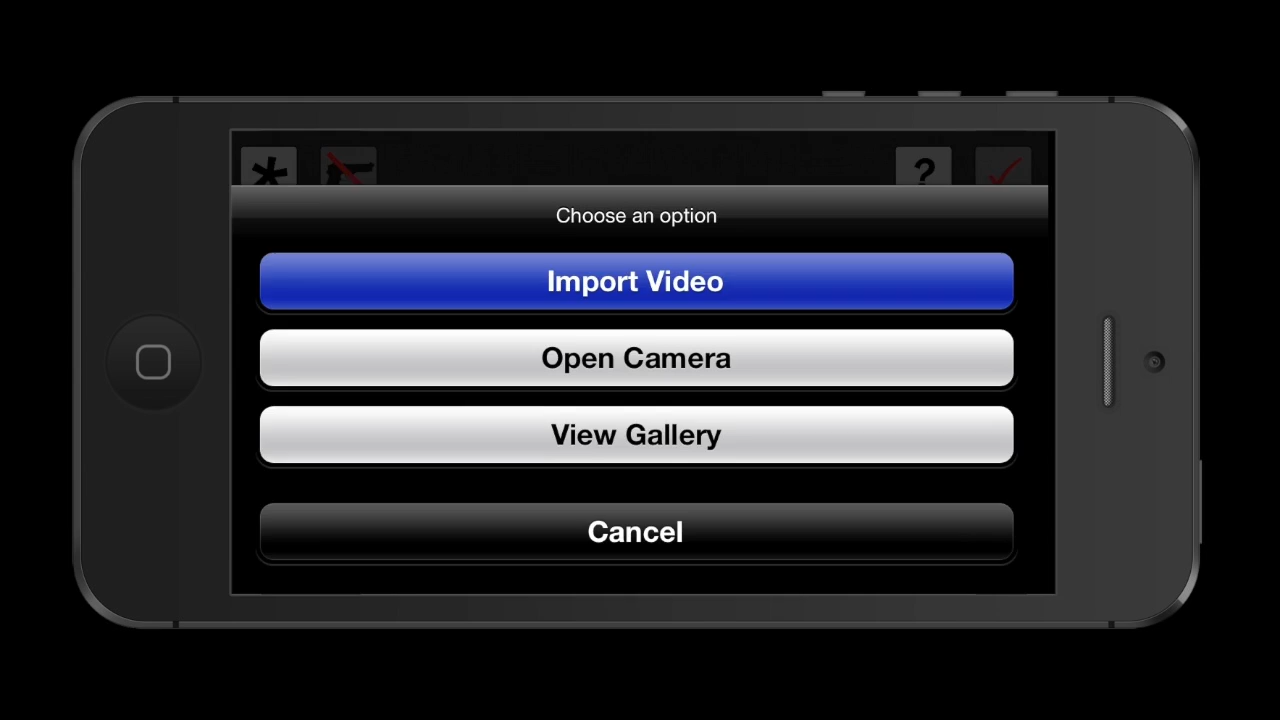 ?
Choose an option
Import Video
Open Camera
View Gallery
Cancel